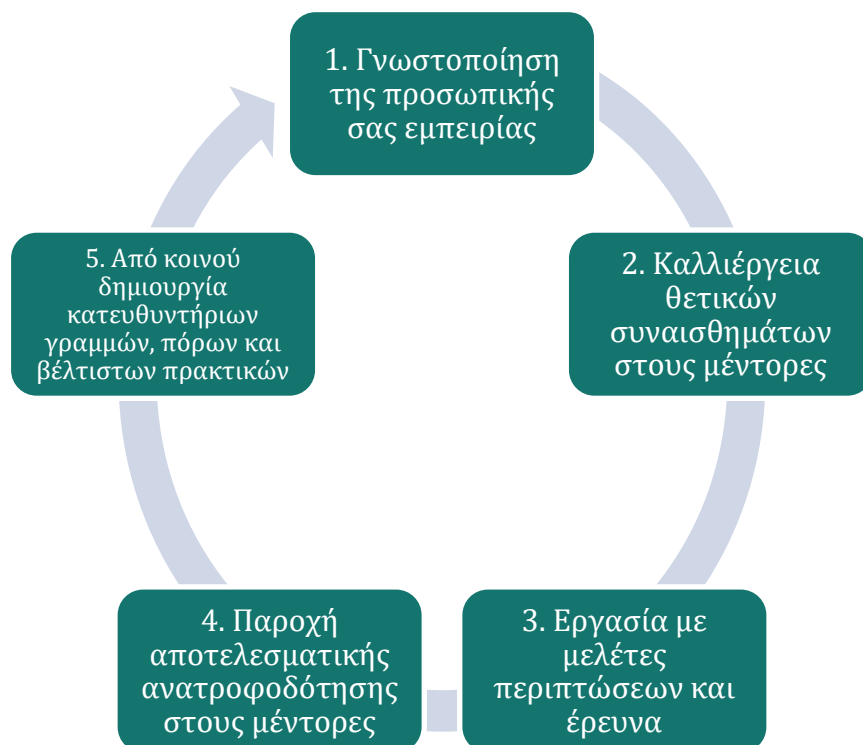 1. Γνωστοποίηση
της προσωπικής
σας εμπειρίας
2. Καλλιέργεια
θετικών
συναισθημάτων
στους μέντορες
3. Εργασία με
μελέτες
περιπτώσεων και
έρευνα
4. Παροχή
αποτελεσματικής
ανατροφοδότησης
στους μέντορες
5. Από κοινού
δημιουργία
κατευθυντήριων
γραμμών, πόρων και
βέλτιστων πρακτικών